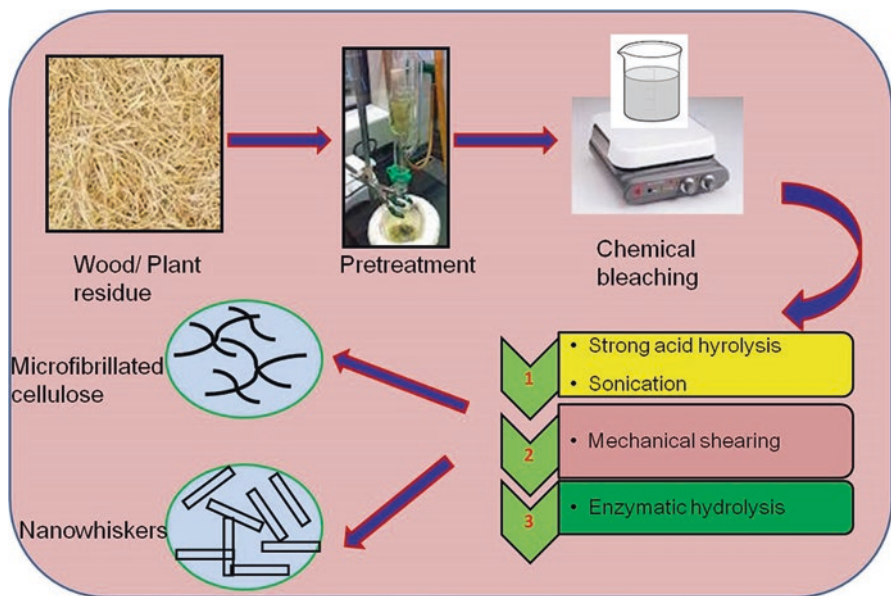 Wood/ Plant
residue
Pretreatment
Chemical
bleaching
1
• Strong acid hyrolysis
• Sonication
2
• Mechanical shearing
3
• Enzymatic hydrolysis
Microfibrillated
cellulose
Nanowhiskers